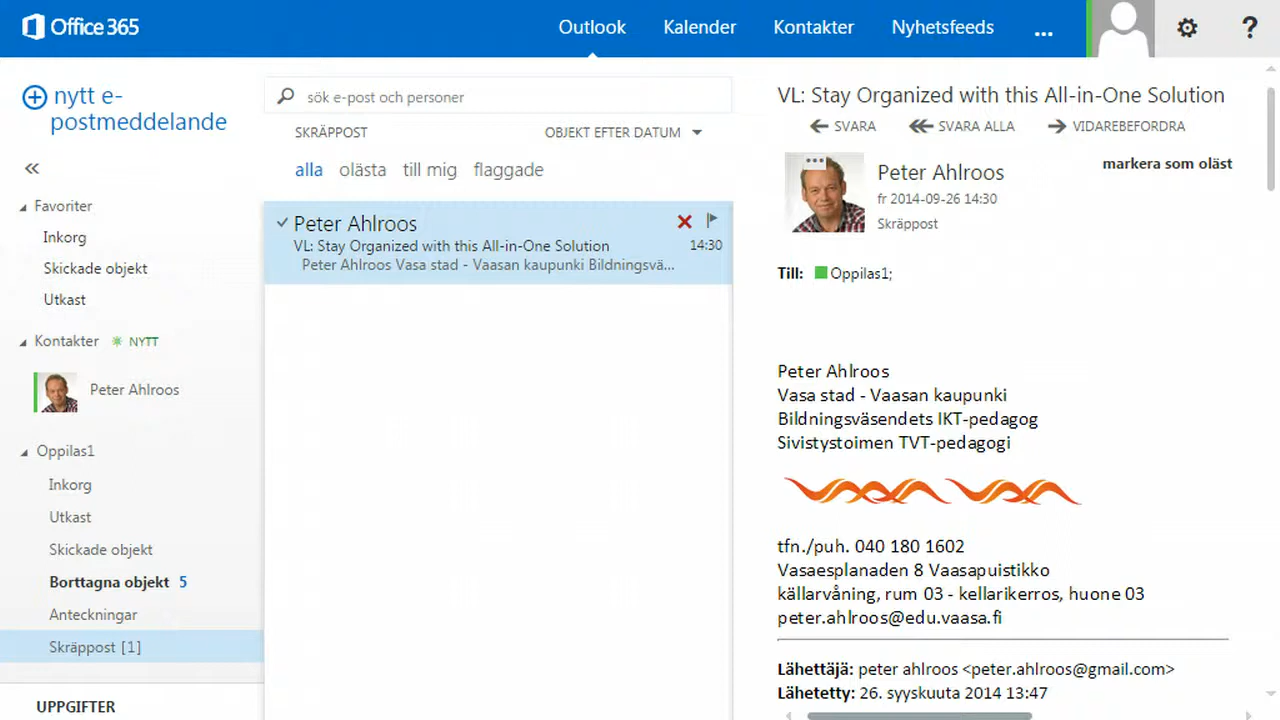 Office 365
Outlook
Kalender
Kontakter
Nyhetsfeeds
...
?
nytt e-
postmeddelande
«
Favoriter
Inkorg
Skickade objekt
Utkast
Kontakter NYTT
Peter Ahlroos
Oppilas1
Inkorg
Utkast
Skickade objekt
Borttagna objekt 5
Anteckningar
Skräppost [1]
UPPGIFTER
sök e-post och personer
SKRÄPPOST
OBJEKT EFTER DATUM
alla olästa till mig flaggade
Peter Ahlroos
VL: Stay Organized with this All-in-One Solution 14:30
Peter Ahlroos Vasa stad - Vaasan kaupunki Bildningsvä...
VL: Stay Organized with this All-in-One Solution
SVARA SVARA ALLA VIDAREBEFORDRA
...
Peter Ahlroos
markera som oläst
fr 2014-09-26 14:30
Skräppost
Till: Oppilas1;
Peter Ahlroos
Vasa stad - Vaasan kaupunki
Bildningsväsendets IKT-pedagog
Sivistystoimen TVT-pedagogi
tfn./puh. 040 180 1602
Vasaesplanaden 8 Vaasapuistikko
källarvåning, rum 03 - kellarikerros, huone 03
peter.ahlroos@edu.vaasa.fi
Lähettäjä: peter ahlroos <peter.ahlroos@gmail.com>
Lähetetty: 26. syyskuuta 2014 13:47